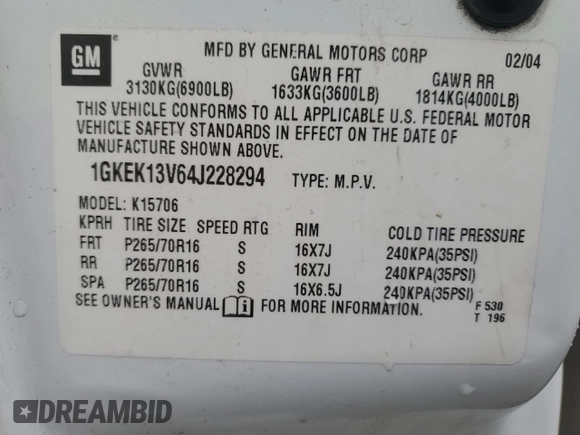 GM ®
MFD BY GENERAL MOTORS CORP 02/04
GVWR GAWR FRT GAWR RR
3130KG(6900LB) 1633KG(3600LB) 1814KG(4000LB)
THIS VEHICLE CONFORMS TO ALL APPLICABLE U.S. FEDERAL MOTOR
VEHICLE SAFETY STANDARDS IN EFFECT ON THE DATE OF
MANUFACTURE SHOWN ABOVE.
1GKEK13V64J228294 TYPE: M.P.V.
MODEL: K15706
KPRH TIRE SIZE SPEED RTG RIM COLD TIRE PRESSURE
FRT P265/70R16 S 16X7J 240KPA(35PSI)
RR P265/70R16 S 16X7J 240KPA(35PSI)
SPA P265/70R16 S 16X6.5J 240KPA(35PSI)
SEE OWNER'S MANUAL i FOR MORE INFORMATION.
F 530
T 196
DREAMBID